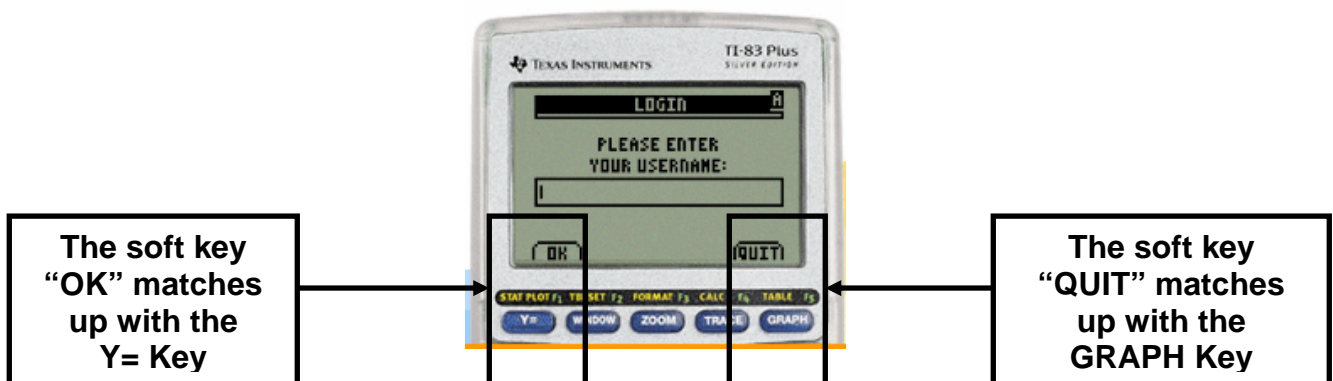 TI-83 Plus
TEXAS INSTRUMENTS
SILVER EDITION
LOGIN A
PLEASE ENTER
YOUR USERNAME:
OK QUIT
STAT PLOT F1 TBLSET F2 FORMAT F3 CALC F4 TABLE F5
Y= WINDOW ZOOM TRACE GRAPH
The soft key
“OK” matches
up with the
Y= Key
The soft key
“QUIT” matches
up with the
GRAPH Key